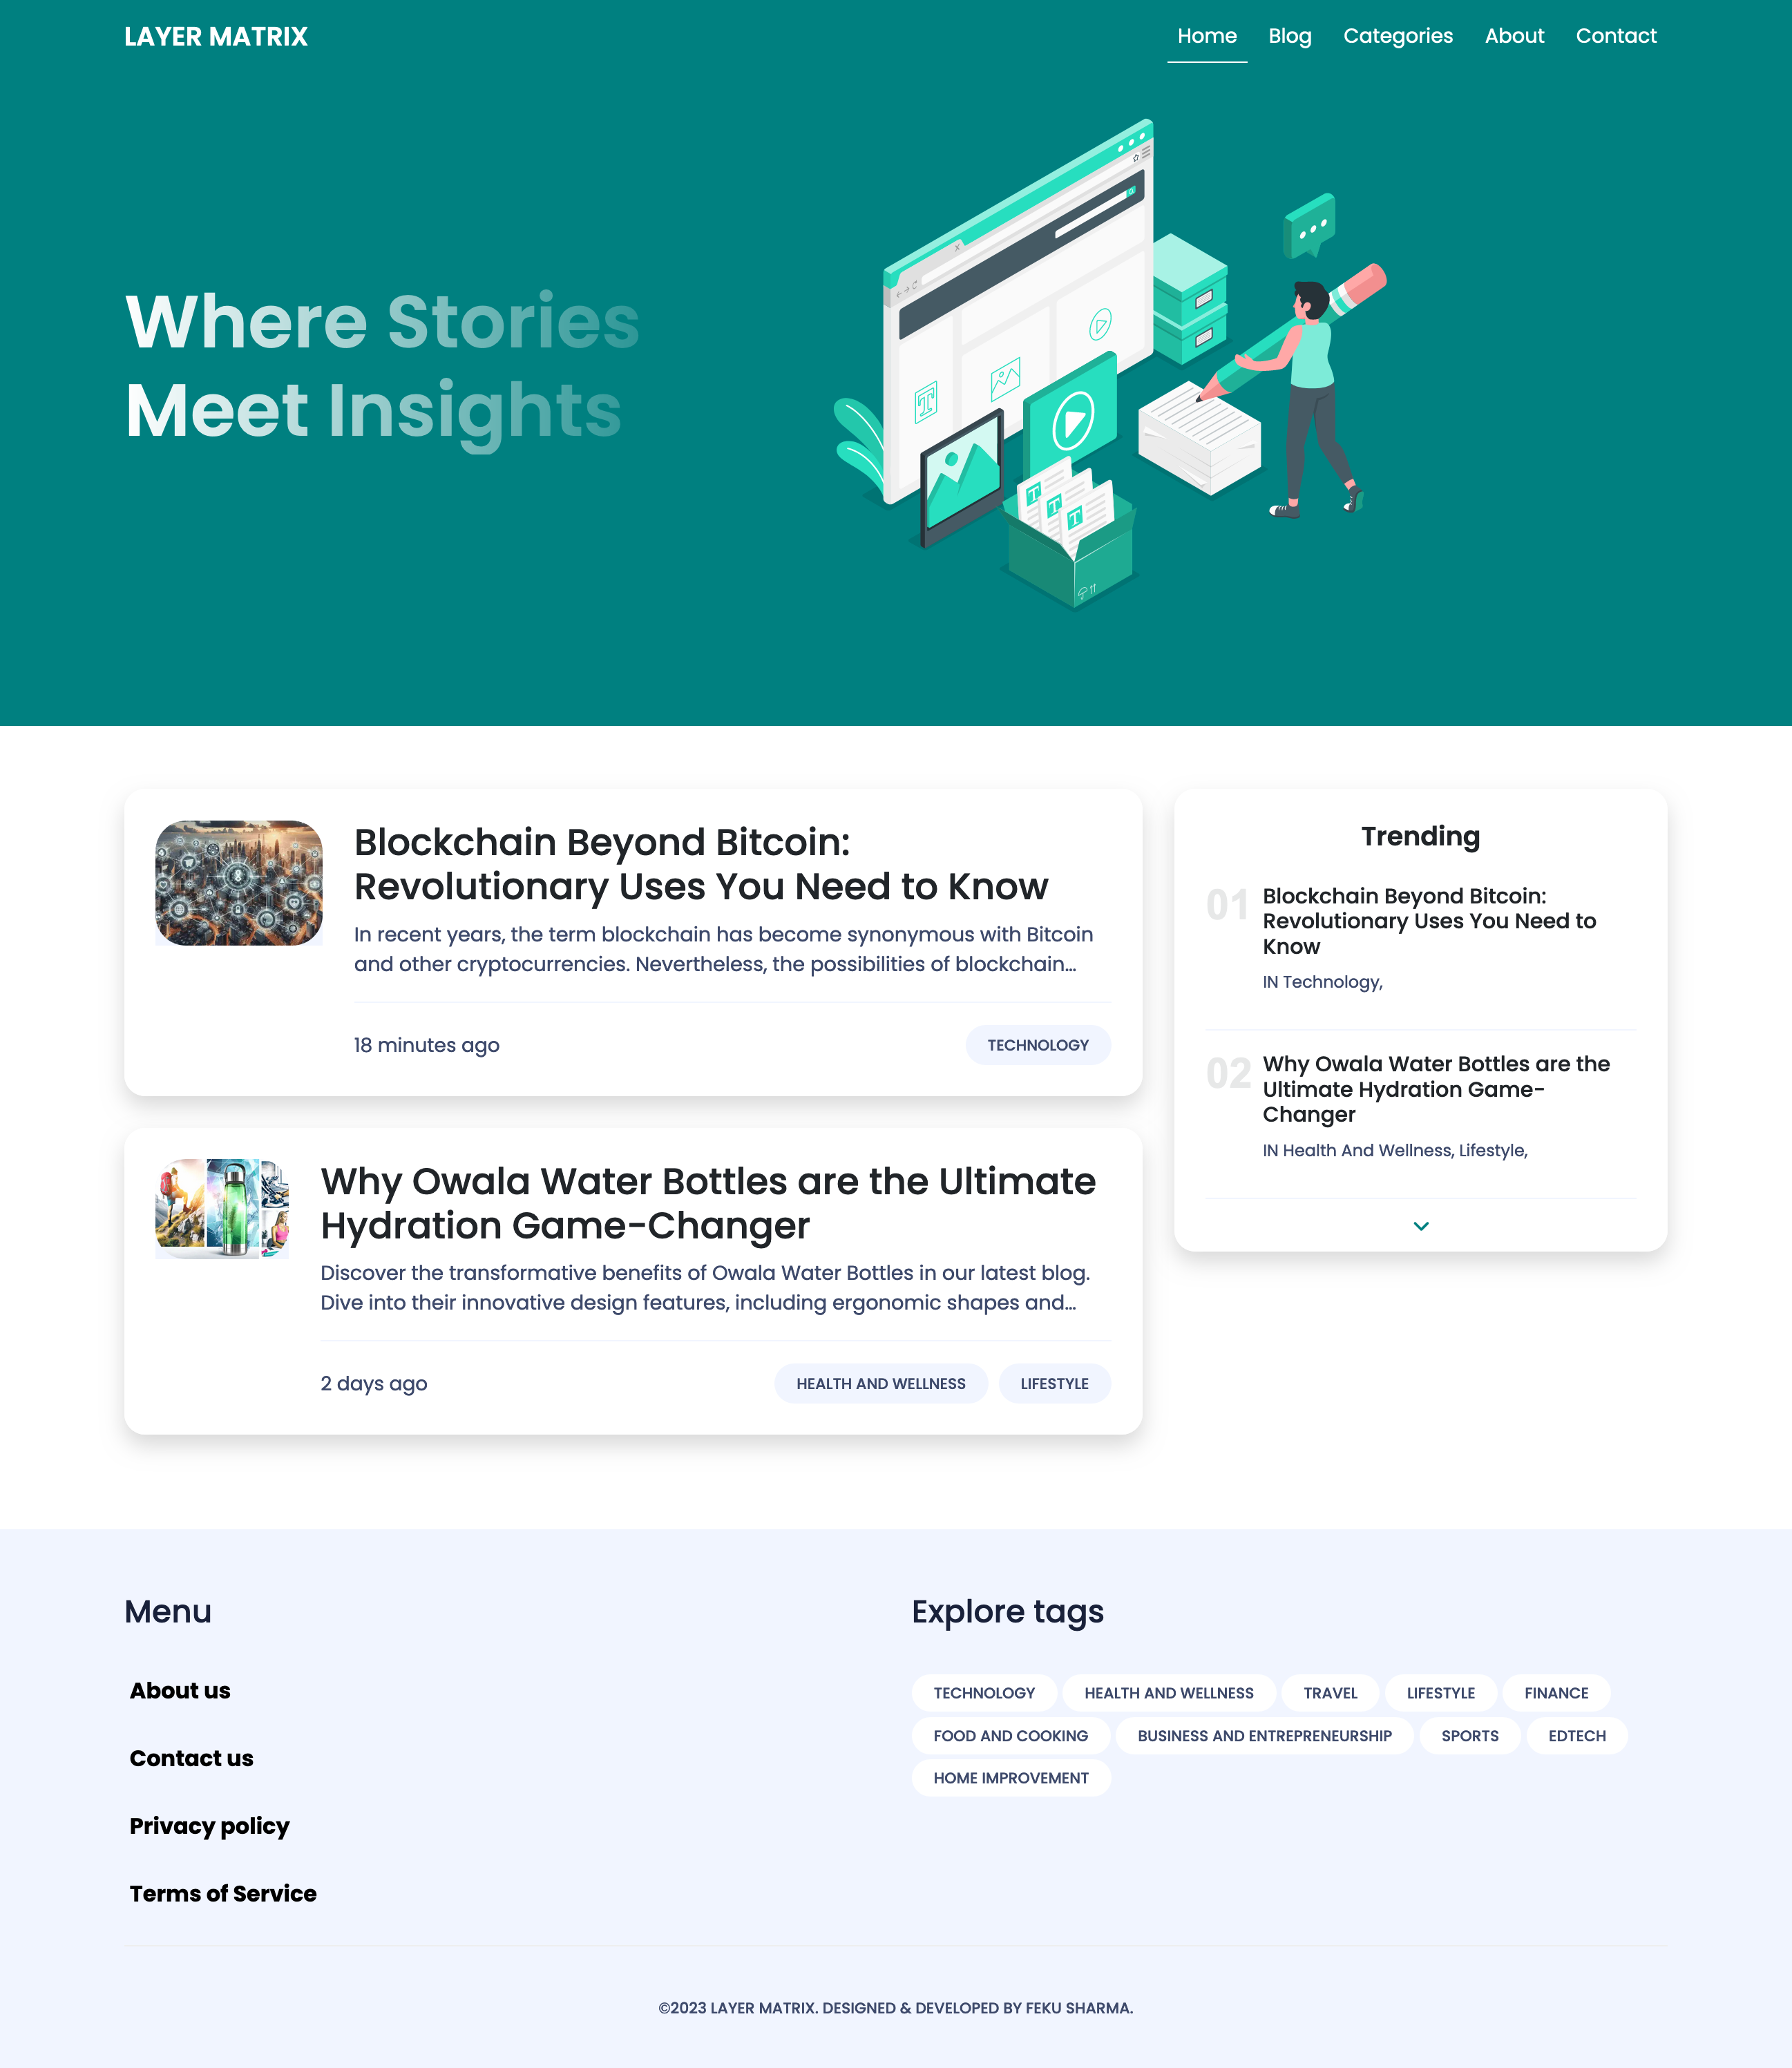 LAYER MATRIX
Home
Blog
Categories
About
Contact
Where Stories
Meet Insights
T
T
T
T
Blockchain Beyond Bitcoin:
Revolutionary Uses You Need to Know
In recent years, the term blockchain has become synonymous with Bitcoin
and other cryptocurrencies. Nevertheless, the possibilities of blockchain...
18 minutes ago
TECHNOLOGY
Why Owala Water Bottles are the Ultimate
Hydration Game-Changer
Discover the transformative benefits of Owala Water Bottles in our latest blog.
Dive into their innovative design features, including ergonomic shapes and...
2 days ago
HEALTH AND WELLNESS
LIFESTYLE
Trending
01
Blockchain Beyond Bitcoin:
Revolutionary Uses You Need to
Know
IN Technology,
02
Why Owala Water Bottles are the
Ultimate Hydration Game-
Changer
IN Health And Wellness, Lifestyle,
Menu
About us
Contact us
Privacy policy
Terms of Service
Explore tags
TECHNOLOGY
HEALTH AND WELLNESS
TRAVEL
LIFESTYLE
FINANCE
FOOD AND COOKING
BUSINESS AND ENTREPRENEURSHIP
SPORTS
EDTECH
HOME IMPROVEMENT
©2023 LAYER MATRIX. DESIGNED & DEVELOPED BY FEKU SHARMA.